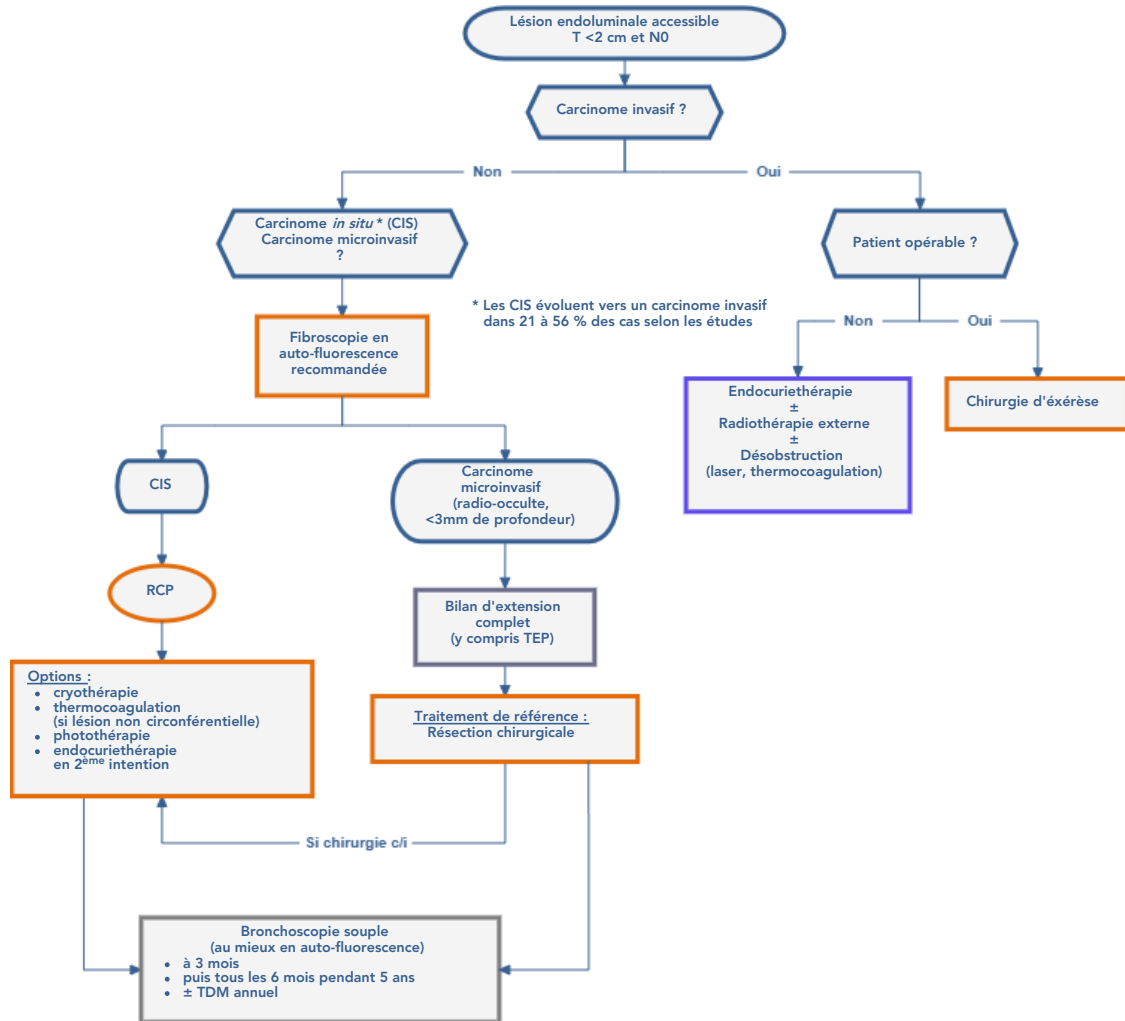 Lésion endoluminale accessible
T <2 cm et N0
Carcinome invasif ?
Non
Oui
Carcinome in situ * (CIS)
Carcinome microinvasif
?
Patient opérable ?
* Les CIS évoluent vers un carcinome invasif
dans 21 à 56 % des cas selon les études
Non
Oui
Fibroscopie en
auto-fluorescence
recommandée
Endocuriethérapie
±
Radiothérapie externe
±
Désobstruction
(laser, thermocoagulation)
Chirurgie d'éxérèse
CIS
Carcinome
microinvasif
(radio-occulte,
<3mm de profondeur)
RCP
Bilan d'extension
complet
(y compris TEP)
Options :
• cryothérapie
• thermocoagulation
(si lésion non circonférentielle)
• photothérapie
• endocuriethérapie
en 2ème intention
Traitement de référence :
Résection chirurgicale
Si chirurgie c/i
Bronchoscopie souple
(au mieux en auto-fluorescence)
• à 3 mois
• puis tous les 6 mois pendant 5 ans
• ± TDM annuel